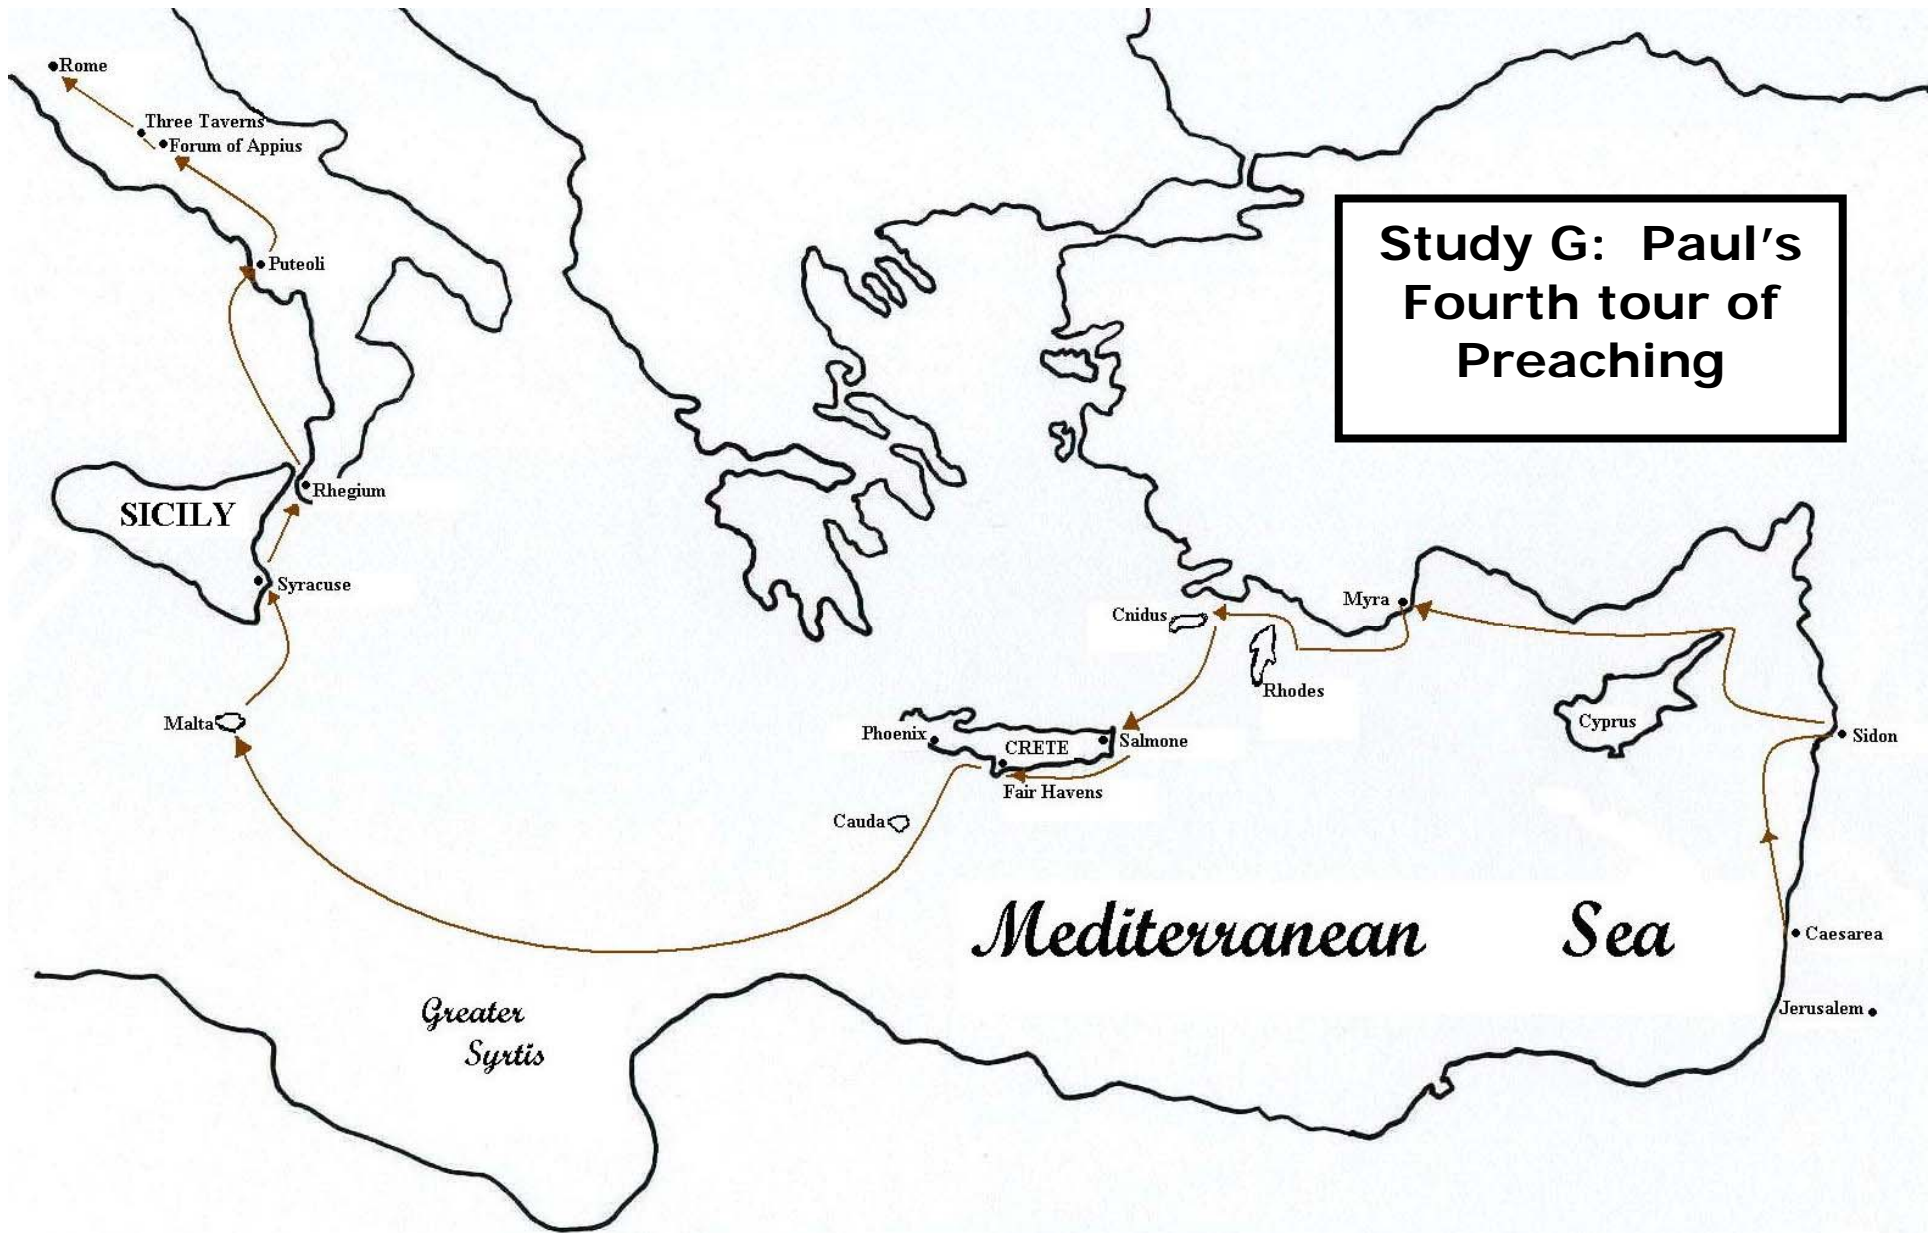 Rome
Three Taverns
Forum of Appius
Study G: Paul's
Fourth tour of
Preaching
Puteoli
Rhegium
SICILY
Syracuse
Myra
Cnidus
Rhodes
Malta
Phoenix
CRETE
Salmone
Cyprus
Sidon
Fair Havens
Cauda
Mediterranean Sea
Caesarea
Greater
Syrtis
Jerusalem